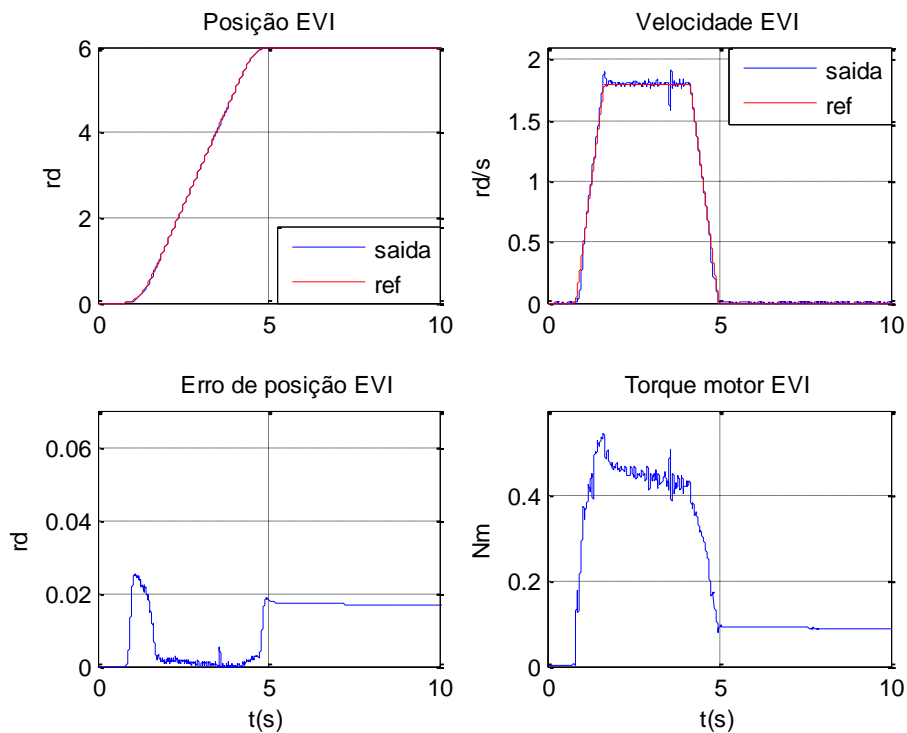 Posição EVI
6
4
2
0
rd
0
5
10
saida
ref
Velocidade EVI
2
1.5
1
0.5
0
rd/s
0
5
10
saida
ref
Erro de posição EVI
0.06
0.04
0.02
0
rd
0
5
10
t(s)
Torque motor EVI
0.4
0.2
0
Nm
0
5
10
t(s)